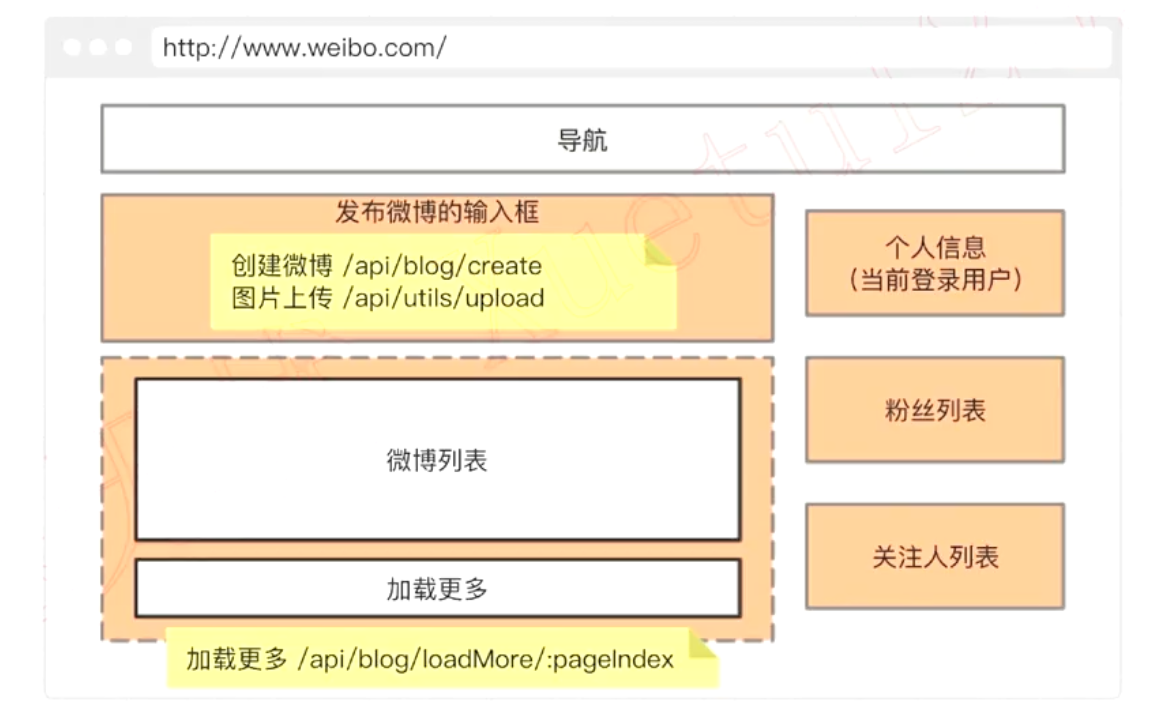 http://www.weibo.com/
导航
发布微博的输入框
创建微博 /api/blog/create
图片上传 /api/utils/upload
个人信息
（当前登录用户）
微博列表
粉丝列表
加载更多
关注人列表
加载更多 /api/blog/loadMore/:pageIndex